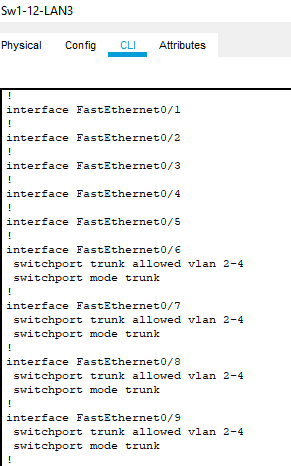 Sw1-12-LAN3
Physical Config CLI Attributes
!
interface FastEthernet0/1
!
interface FastEthernet0/2
!
interface FastEthernet0/3
!
interface FastEthernet0/4
!
interface FastEthernet0/5
!
interface FastEthernet0/6
 switchport trunk allowed vlan 2-4
 switchport mode trunk
!
interface FastEthernet0/7
 switchport trunk allowed vlan 2-4
 switchport mode trunk
!
interface FastEthernet0/8
 switchport trunk allowed vlan 2-4
 switchport mode trunk
!
interface FastEthernet0/9
 switchport trunk allowed vlan 2-4
 switchport mode trunk
!